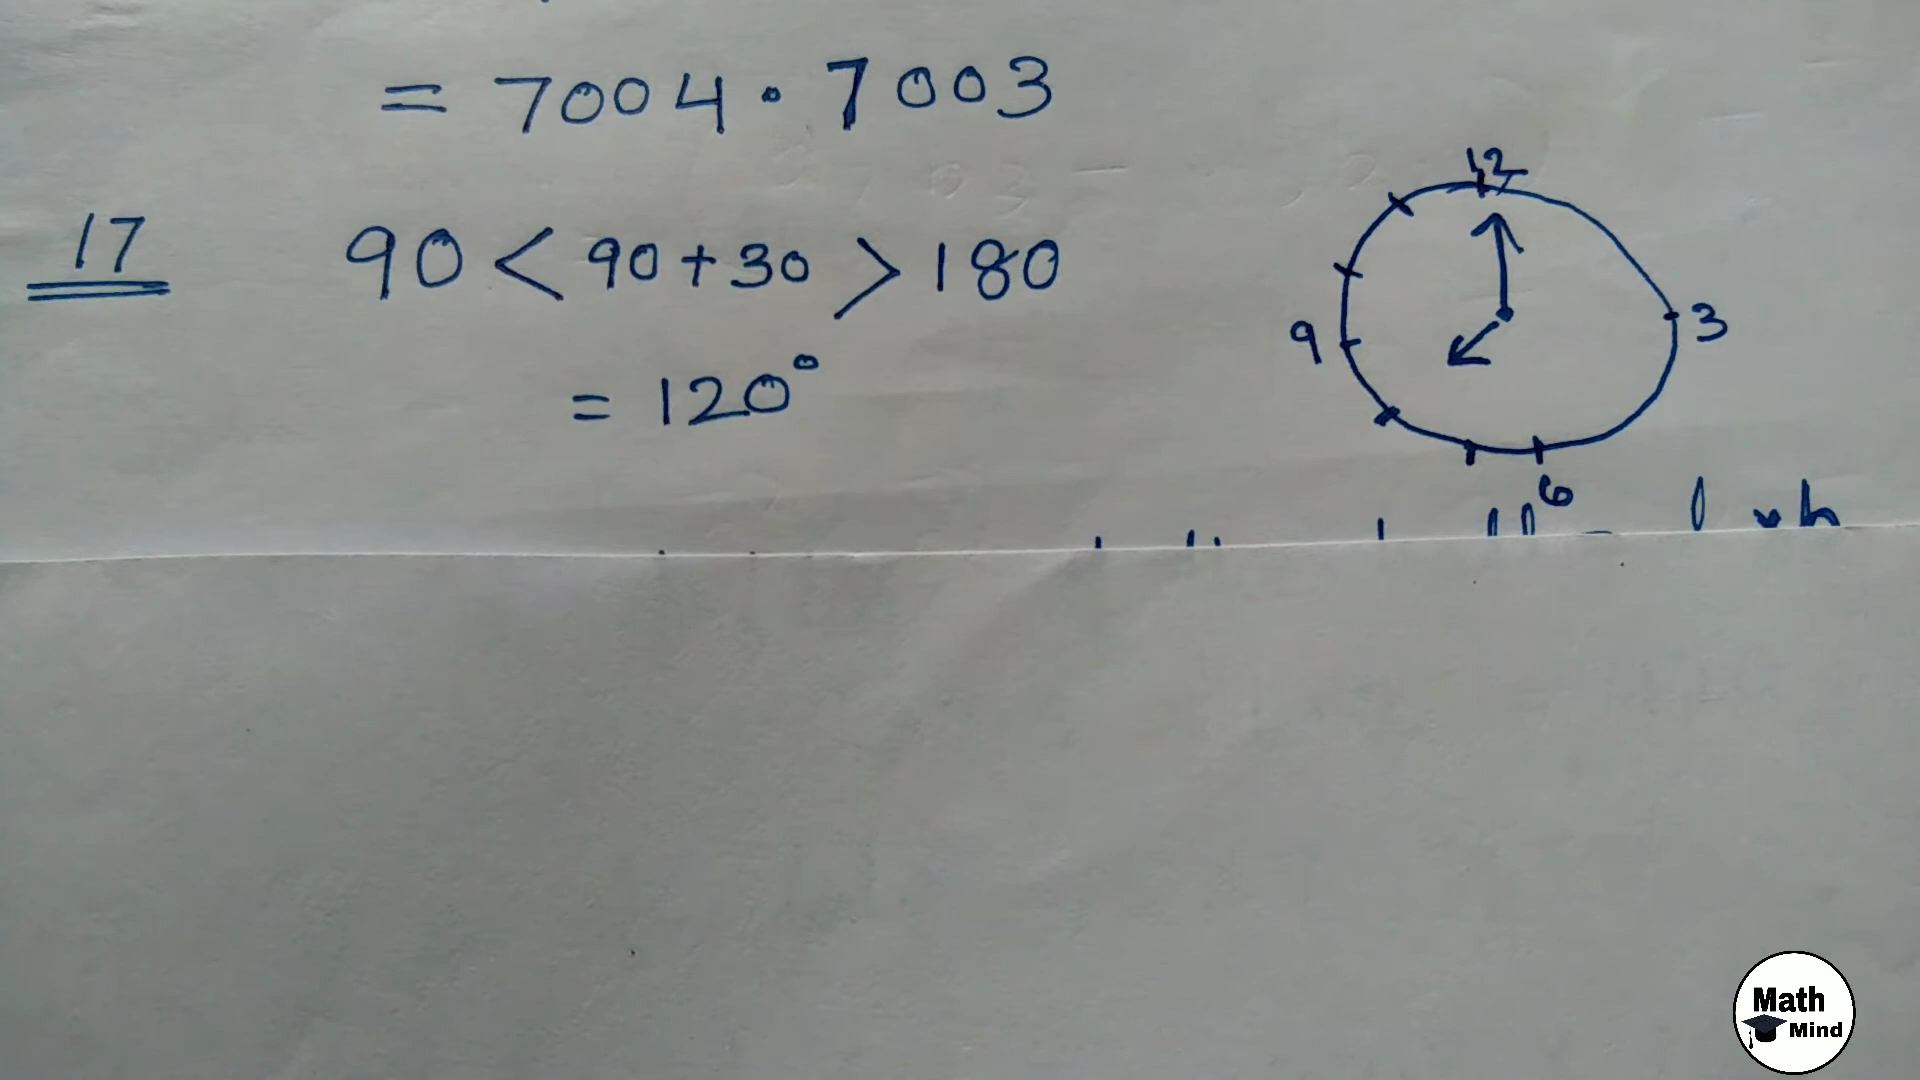 = 7004 · 7003
17
90 < 90 + 30 > 180
= 120°
12
9
3
6
Math
Mind